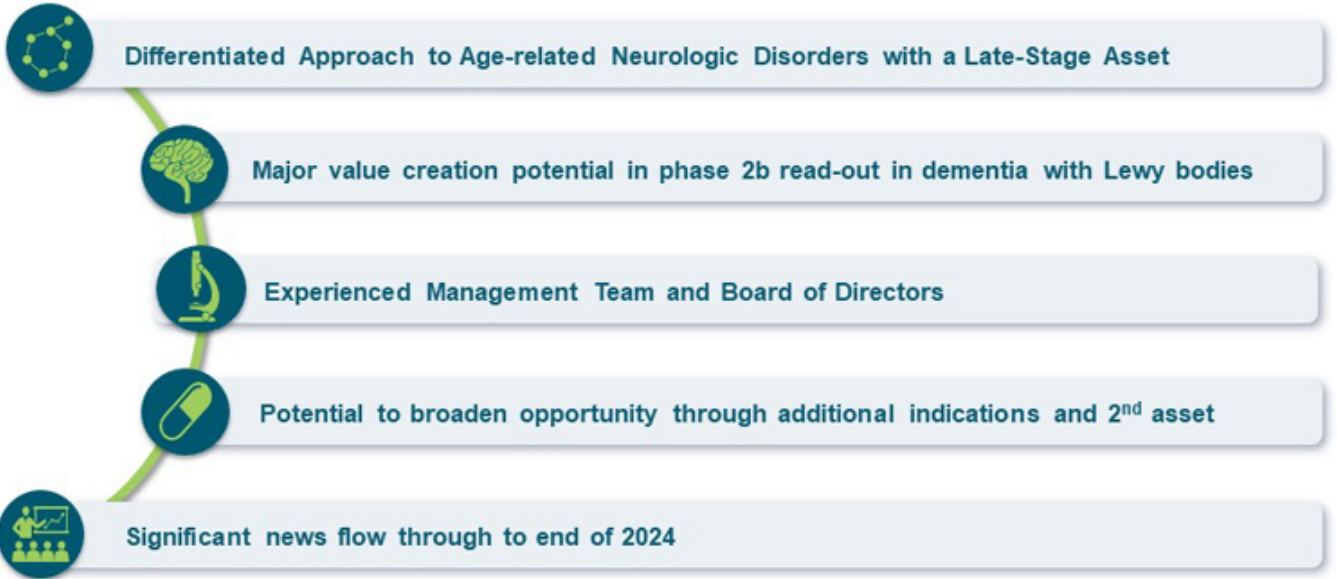 Differentiated Approach to Age-related Neurologic Disorders with a Late-Stage Asset
Major value creation potential in phase 2b read-out in dementia with Lewy bodies
Experienced Management Team and Board of Directors
Potential to broaden opportunity through additional indications and 2nd asset
Significant news flow through to end of 2024